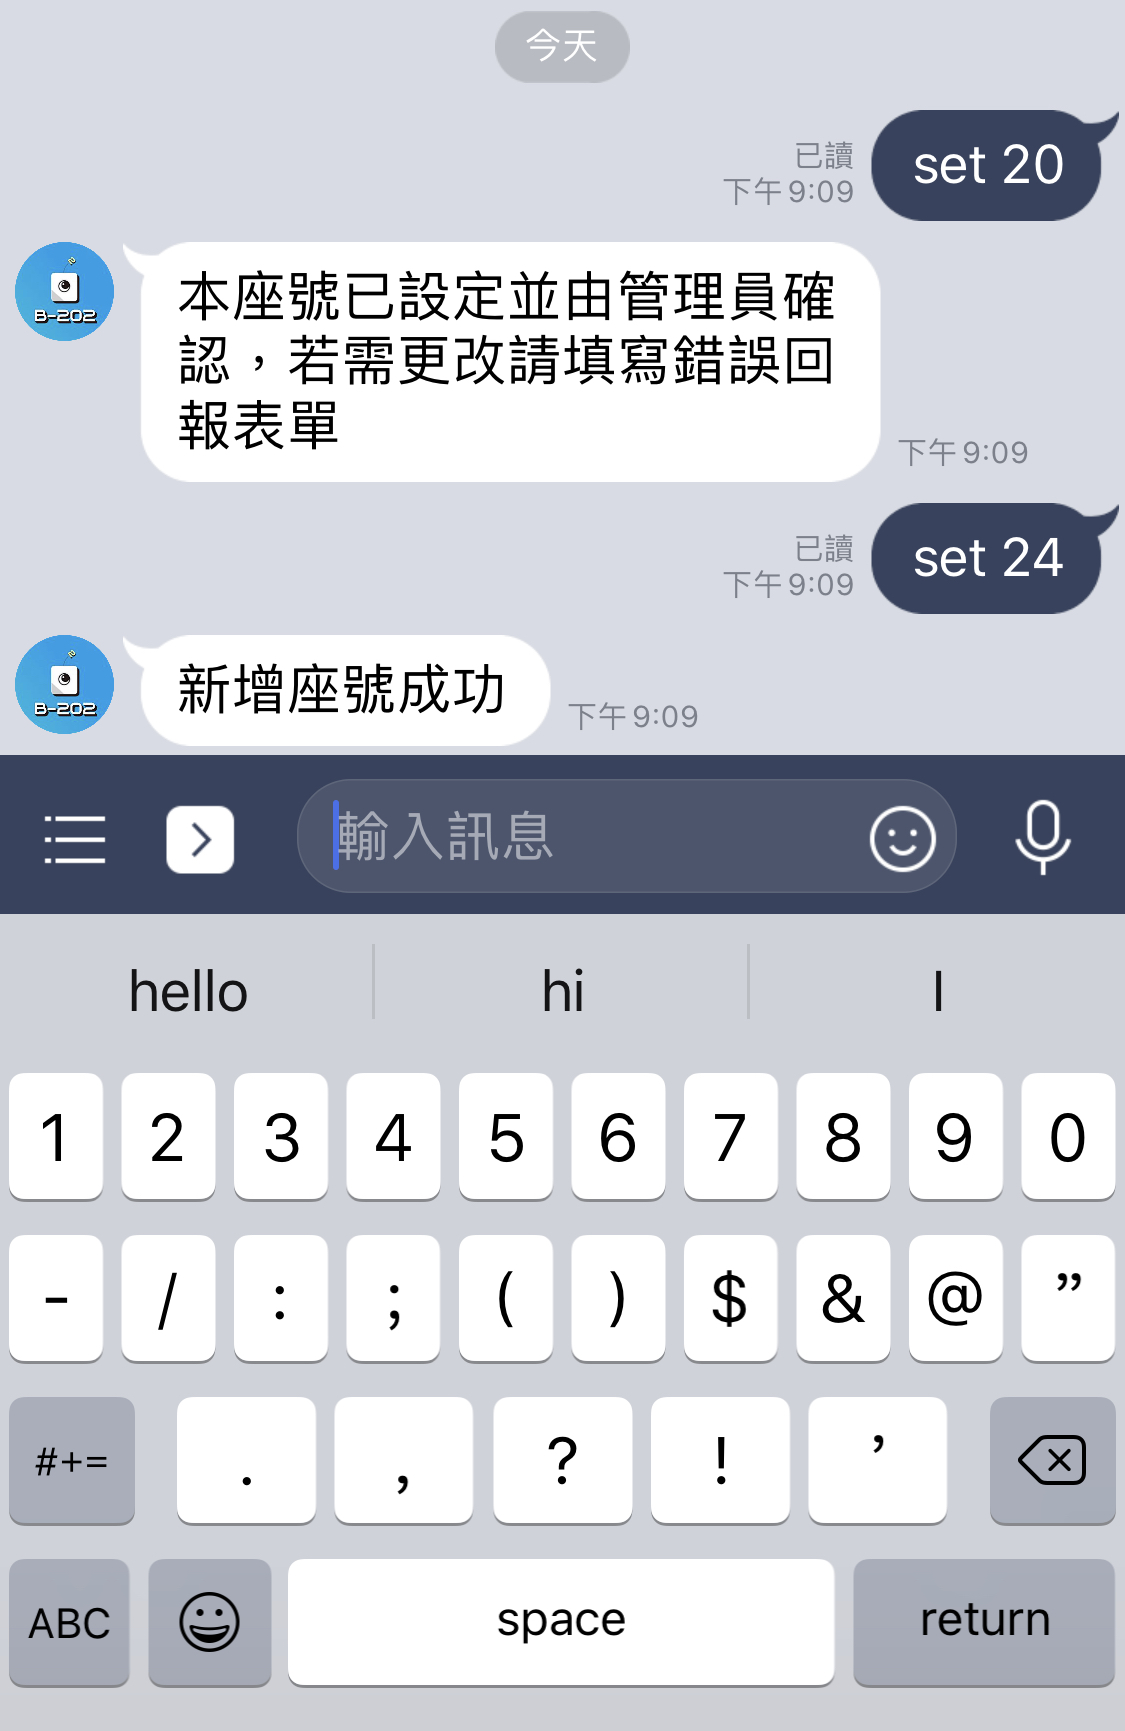 今天
已讀
下午 9:09
set 20
B-202
本座號已設定並由管理員確
認，若需更改請填寫錯誤回
報表單
下午 9:09
已讀
下午 9:09
set 24
B-202
新增座號成功
下午 9:09
輸入訊息
hello hi I
1 2 3 4 5 6 7 8 9 0
- / : ; ( ) $ & @ ”
#+= . , ? ! ’
ABC space return